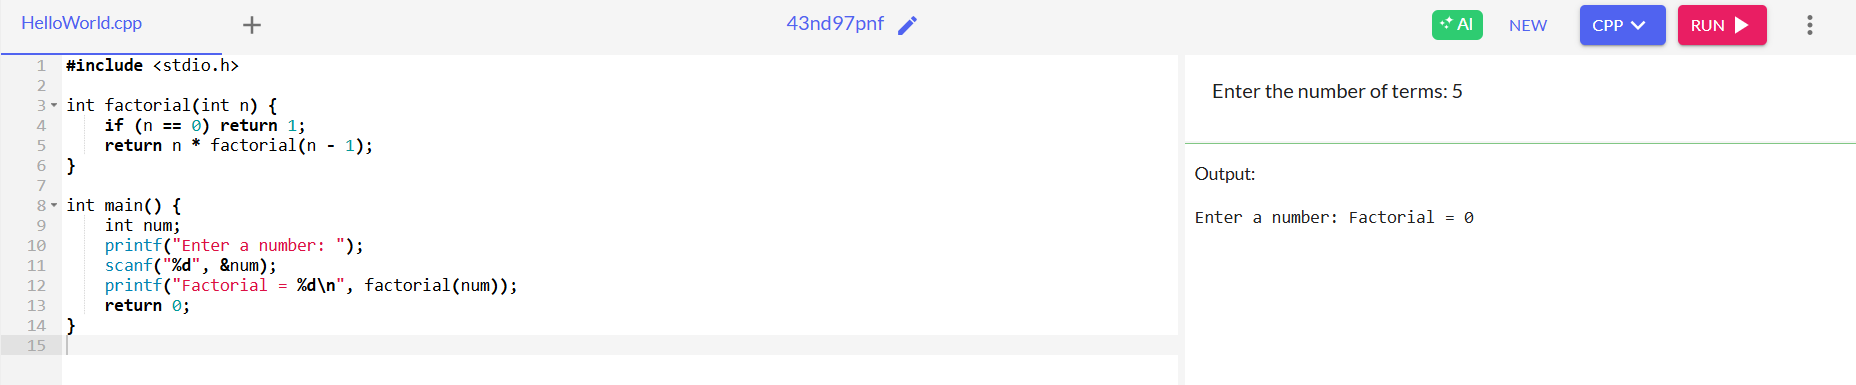 HelloWorld.cpp + 43nd97pnf AI NEW CPP RUN
1 #include <stdio.h>
2
3 int factorial(int n) {
4     if (n == 0) return 1;
5     return n * factorial(n - 1);
6 }
7
8 int main() {
9     int num;
10     printf("Enter a number: ");
11     scanf("%d", &num);
12     printf("Factorial = %d\n", factorial(num));
13     return 0;
14 }
15
Enter the number of terms: 5
Output:
Enter a number: Factorial = 0